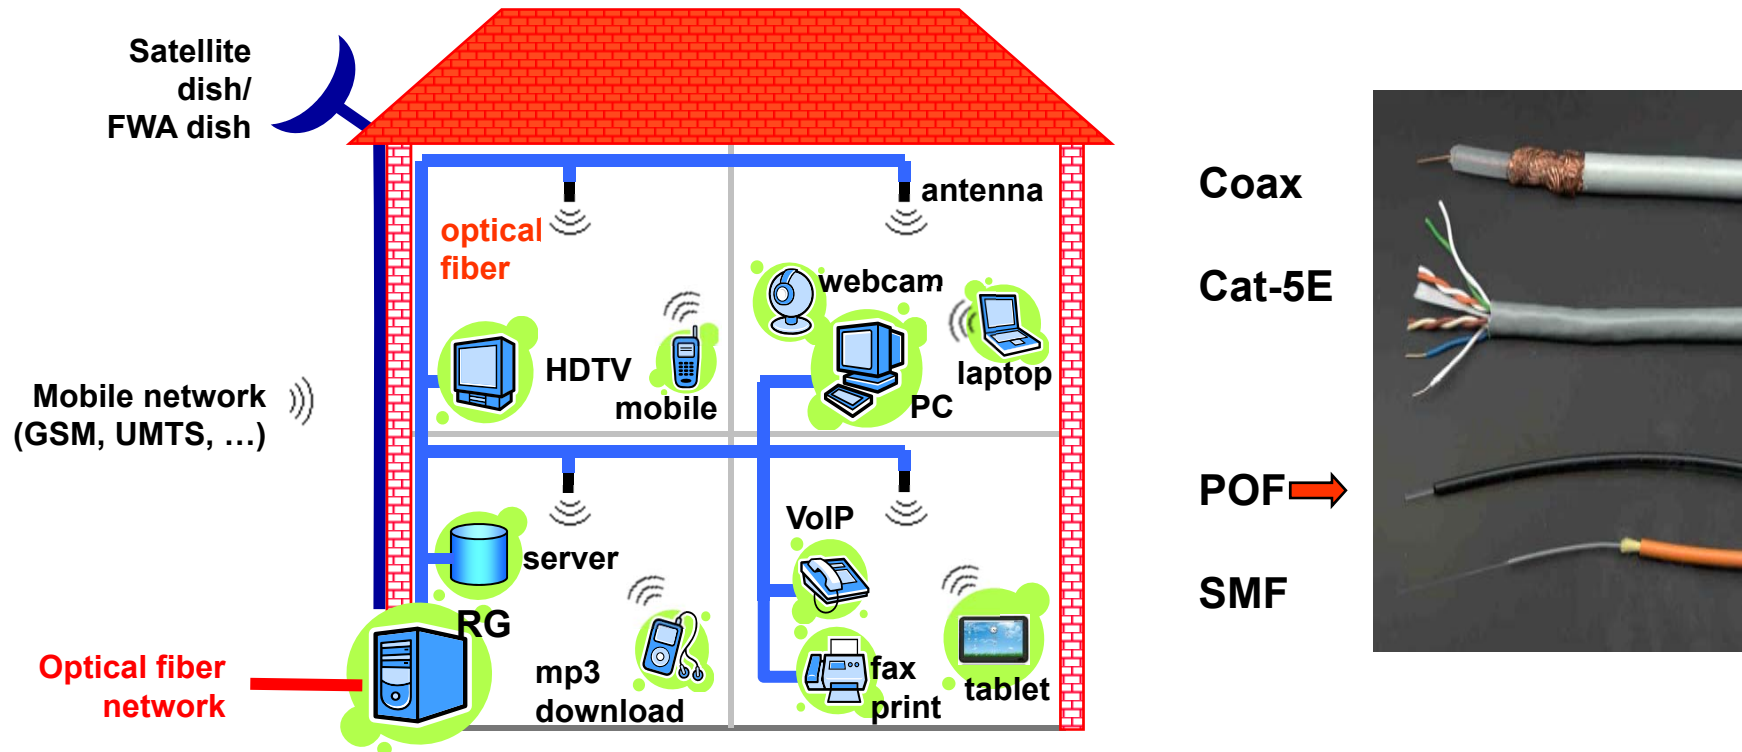 Satellite
dish/
FWA dish
antenna
optical
fiber
webcam
HDTV
mobile
laptop
PC
Mobile network
(GSM, UMTS, …)
VoIP
server
RG
Optical fiber
network
mp3
download
fax
print
tablet
Coax
Cat-5E
POF
SMF